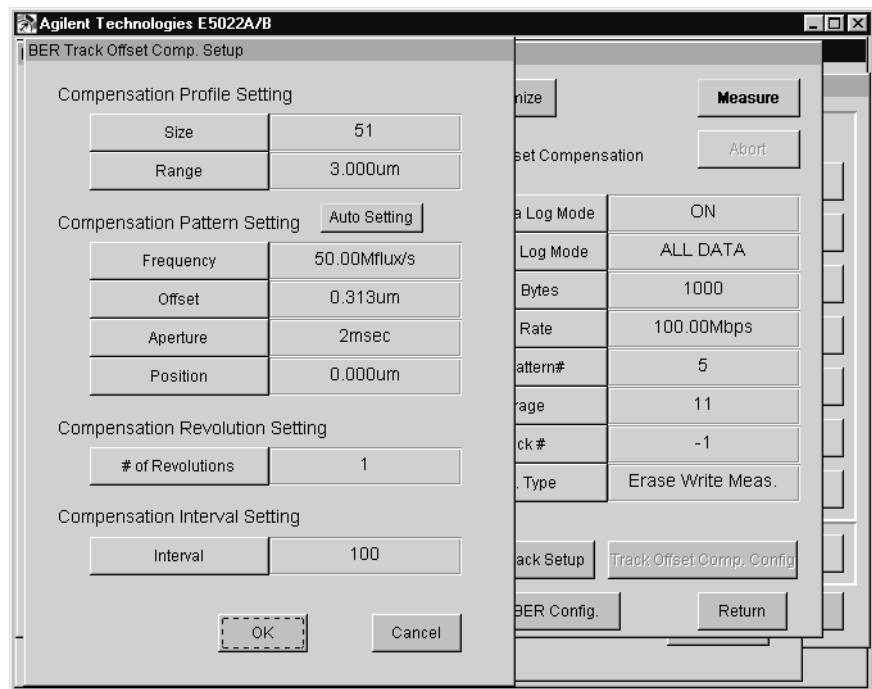 Agilent Technologies E5022A/B
BER Track Offset Comp. Setup
Compensation Profile Setting
Size 51
Range 3.000um
Compensation Pattern Setting Auto Setting
Frequency 50.00Mflux/s
Offset 0.313um
Aperture 2msec
Position 0.000um
Compensation Revolution Setting
# of Revolutions 1
Compensation Interval Setting
Interval 100
OK Cancel
nize Measure
set Compensation Abort
a Log Mode ON
Log Mode ALL DATA
Bytes 1000
Rate 100.00Mbps
attern# 5
rage 11
ck # -1
. Type Erase Write Meas.
ack Setup Track Offset Comp. Config
BER Config. Return